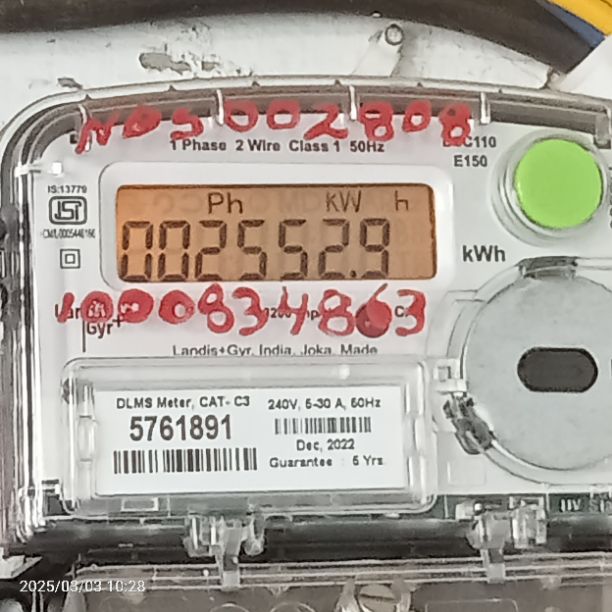 N05002808
1 Phase 2 Wire Class 1 50Hz
E150
IS:13779
Ph KW h
002552.9
kWh
1000834863
Gyr+
Landis+Gyr, India, Joka, Made
DLMS Meter, CAT- C3
240V, 5-30 A, 50Hz
5761891
Dec, 2022
Guarantee : 5 Yrs.
2025/03/03 10:28